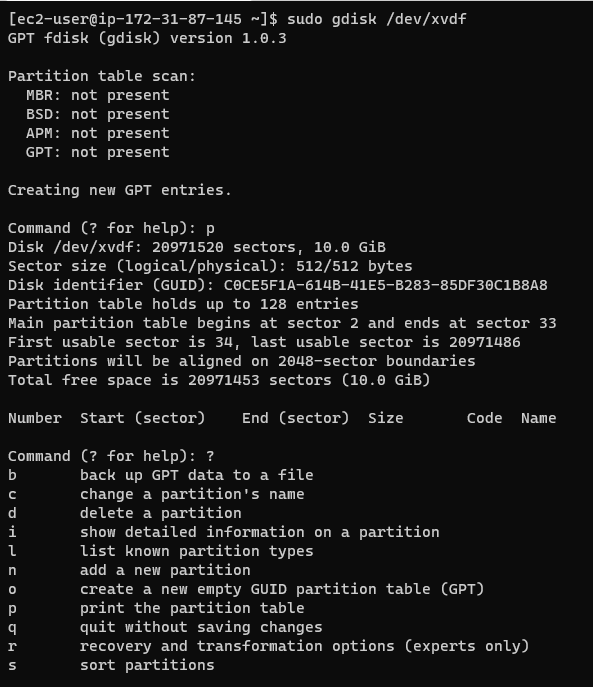 [ec2-user@ip-172-31-87-145 ~]$ sudo gdisk /dev/xvdf
GPT fdisk (gdisk) version 1.0.3
Partition table scan:
  MBR: not present
  BSD: not present
  APM: not present
  GPT: not present
Creating new GPT entries.
Command (? for help): p
Disk /dev/xvdf: 20971520 sectors, 10.0 GiB
Sector size (logical/physical): 512/512 bytes
Disk identifier (GUID): C0CE5F1A-614B-41E5-B283-85DF30C1B8A8
Partition table holds up to 128 entries
Main partition table begins at sector 2 and ends at sector 33
First usable sector is 34, last usable sector is 20971486
Partitions will be aligned on 2048-sector boundaries
Total free space is 20971453 sectors (10.0 GiB)
Number  Start (sector)    End (sector)  Size       Code  Name
Command (? for help): ?
b       back up GPT data to a file
c       change a partition's name
d       delete a partition
i       show detailed information on a partition
l       list known partition types
n       add a new partition
o       create a new empty GUID partition table (GPT)
p       print the partition table
q       quit without saving changes
r       recovery and transformation options (experts only)
s       sort partitions